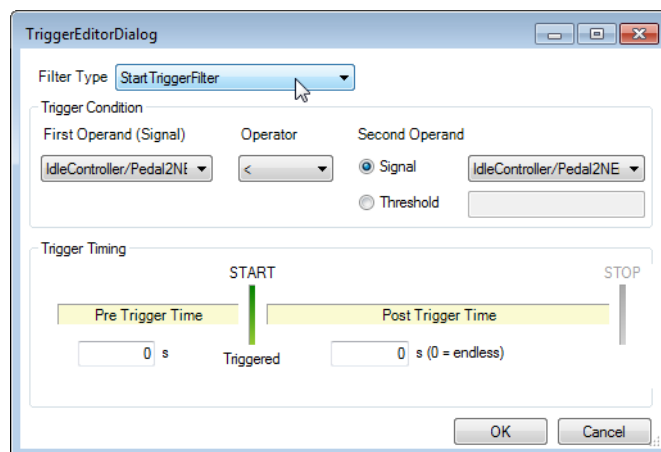 TriggerEditorDialog
Filter Type StartTriggerFilter
Trigger Condition
First Operand (Signal) Operator Second Operand
IdleController/Pedal2NE < Signal IdleController/Pedal2NE
Threshold
Trigger Timing
START STOP
Pre Trigger Time Post Trigger Time
0 s Triggered 0 s (0 = endless)
OK Cancel